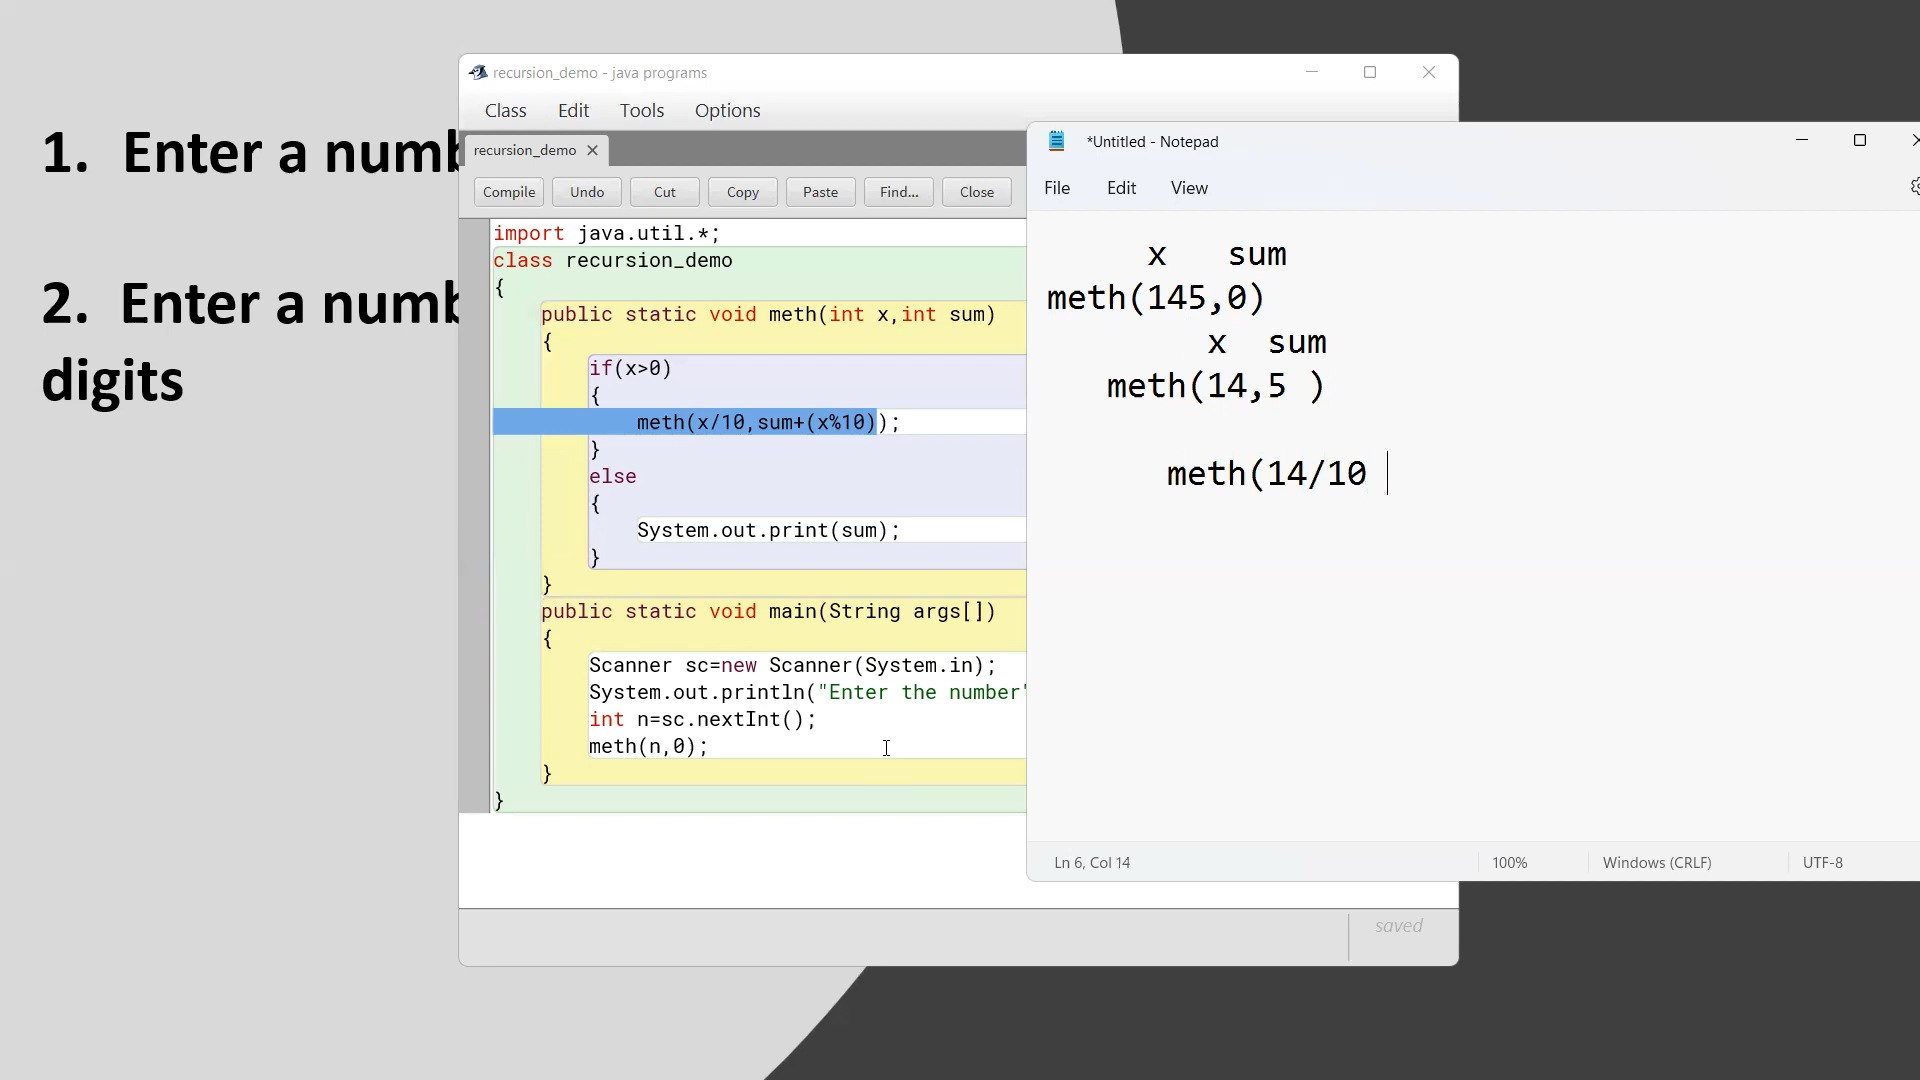 1. Enter a numb
2. Enter a numb
digits
recursion_demo - java programs
Class Edit Tools Options
recursion_demo
Compile Undo Cut Copy Paste Find... Close
import java.util.*;
class recursion_demo
{
public static void meth(int x,int sum)
{
if(x>0)
{
meth(x/10,sum+(x%10));
}
else
{
System.out.print(sum);
}
}
public static void main(String args[])
{
Scanner sc=new Scanner(System.in);
System.out.println("Enter the number"
int n=sc.nextInt();
meth(n,0);
}
}
saved
*Untitled - Notepad
File Edit View
x sum
meth(145,0)
x sum
meth(14,5 )
meth(14/10
Ln 6, Col 14 100% Windows (CRLF) UTF-8